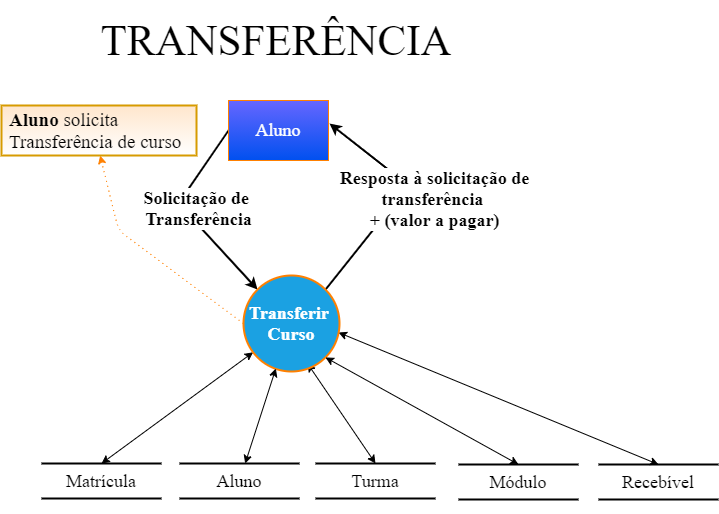 TRANSFERÊNCIA
Aluno solicita
Transferência de curso
Aluno
Solicitação de
Transferência
Resposta à solicitação de
transferência
+ (valor a pagar)
Transferir
Curso
Matrícula
Aluno
Turma
Módulo
Recebível